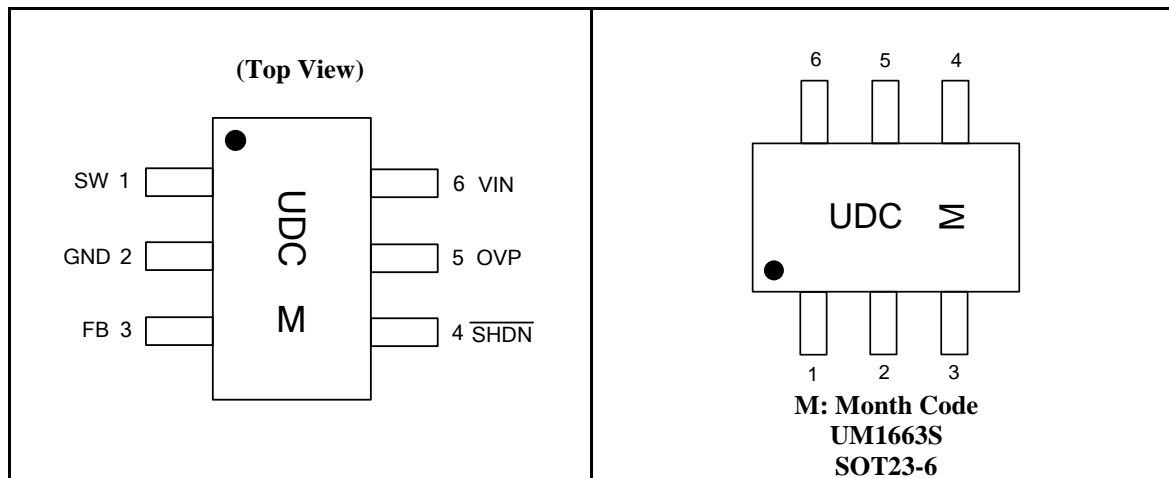 (Top View)
SW 1
6 VIN
GND 2
5 OVP
FB 3
4 SHDN
UDC M
6 5 4
UDC M
1 2 3
M: Month Code
UM1663S
SOT23-6